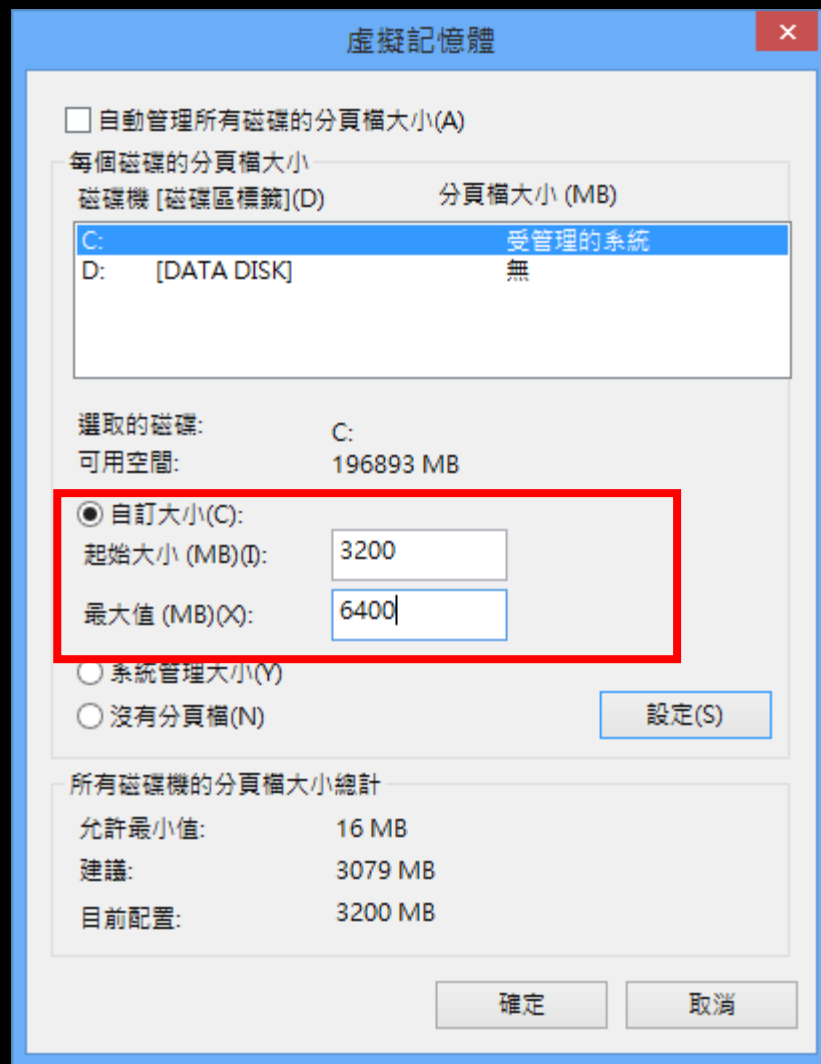 虛擬記憶體
自動管理所有磁碟的分頁檔大小(A)
每個磁碟的分頁檔大小
磁碟機 [磁碟區標籤](D) 分頁檔大小 (MB)
C: 受管理的系統
D: [DATA DISK] 無
選取的磁碟: C:
可用空間: 196893 MB
自訂大小(C):
起始大小 (MB)(I): 3200
最大值 (MB)(X): 6400
系統管理大小(Y)
沒有分頁檔(N) 設定(S)
所有磁碟機的分頁檔大小總計
允許最小值: 16 MB
建議: 3079 MB
目前配置: 3200 MB
確定 取消